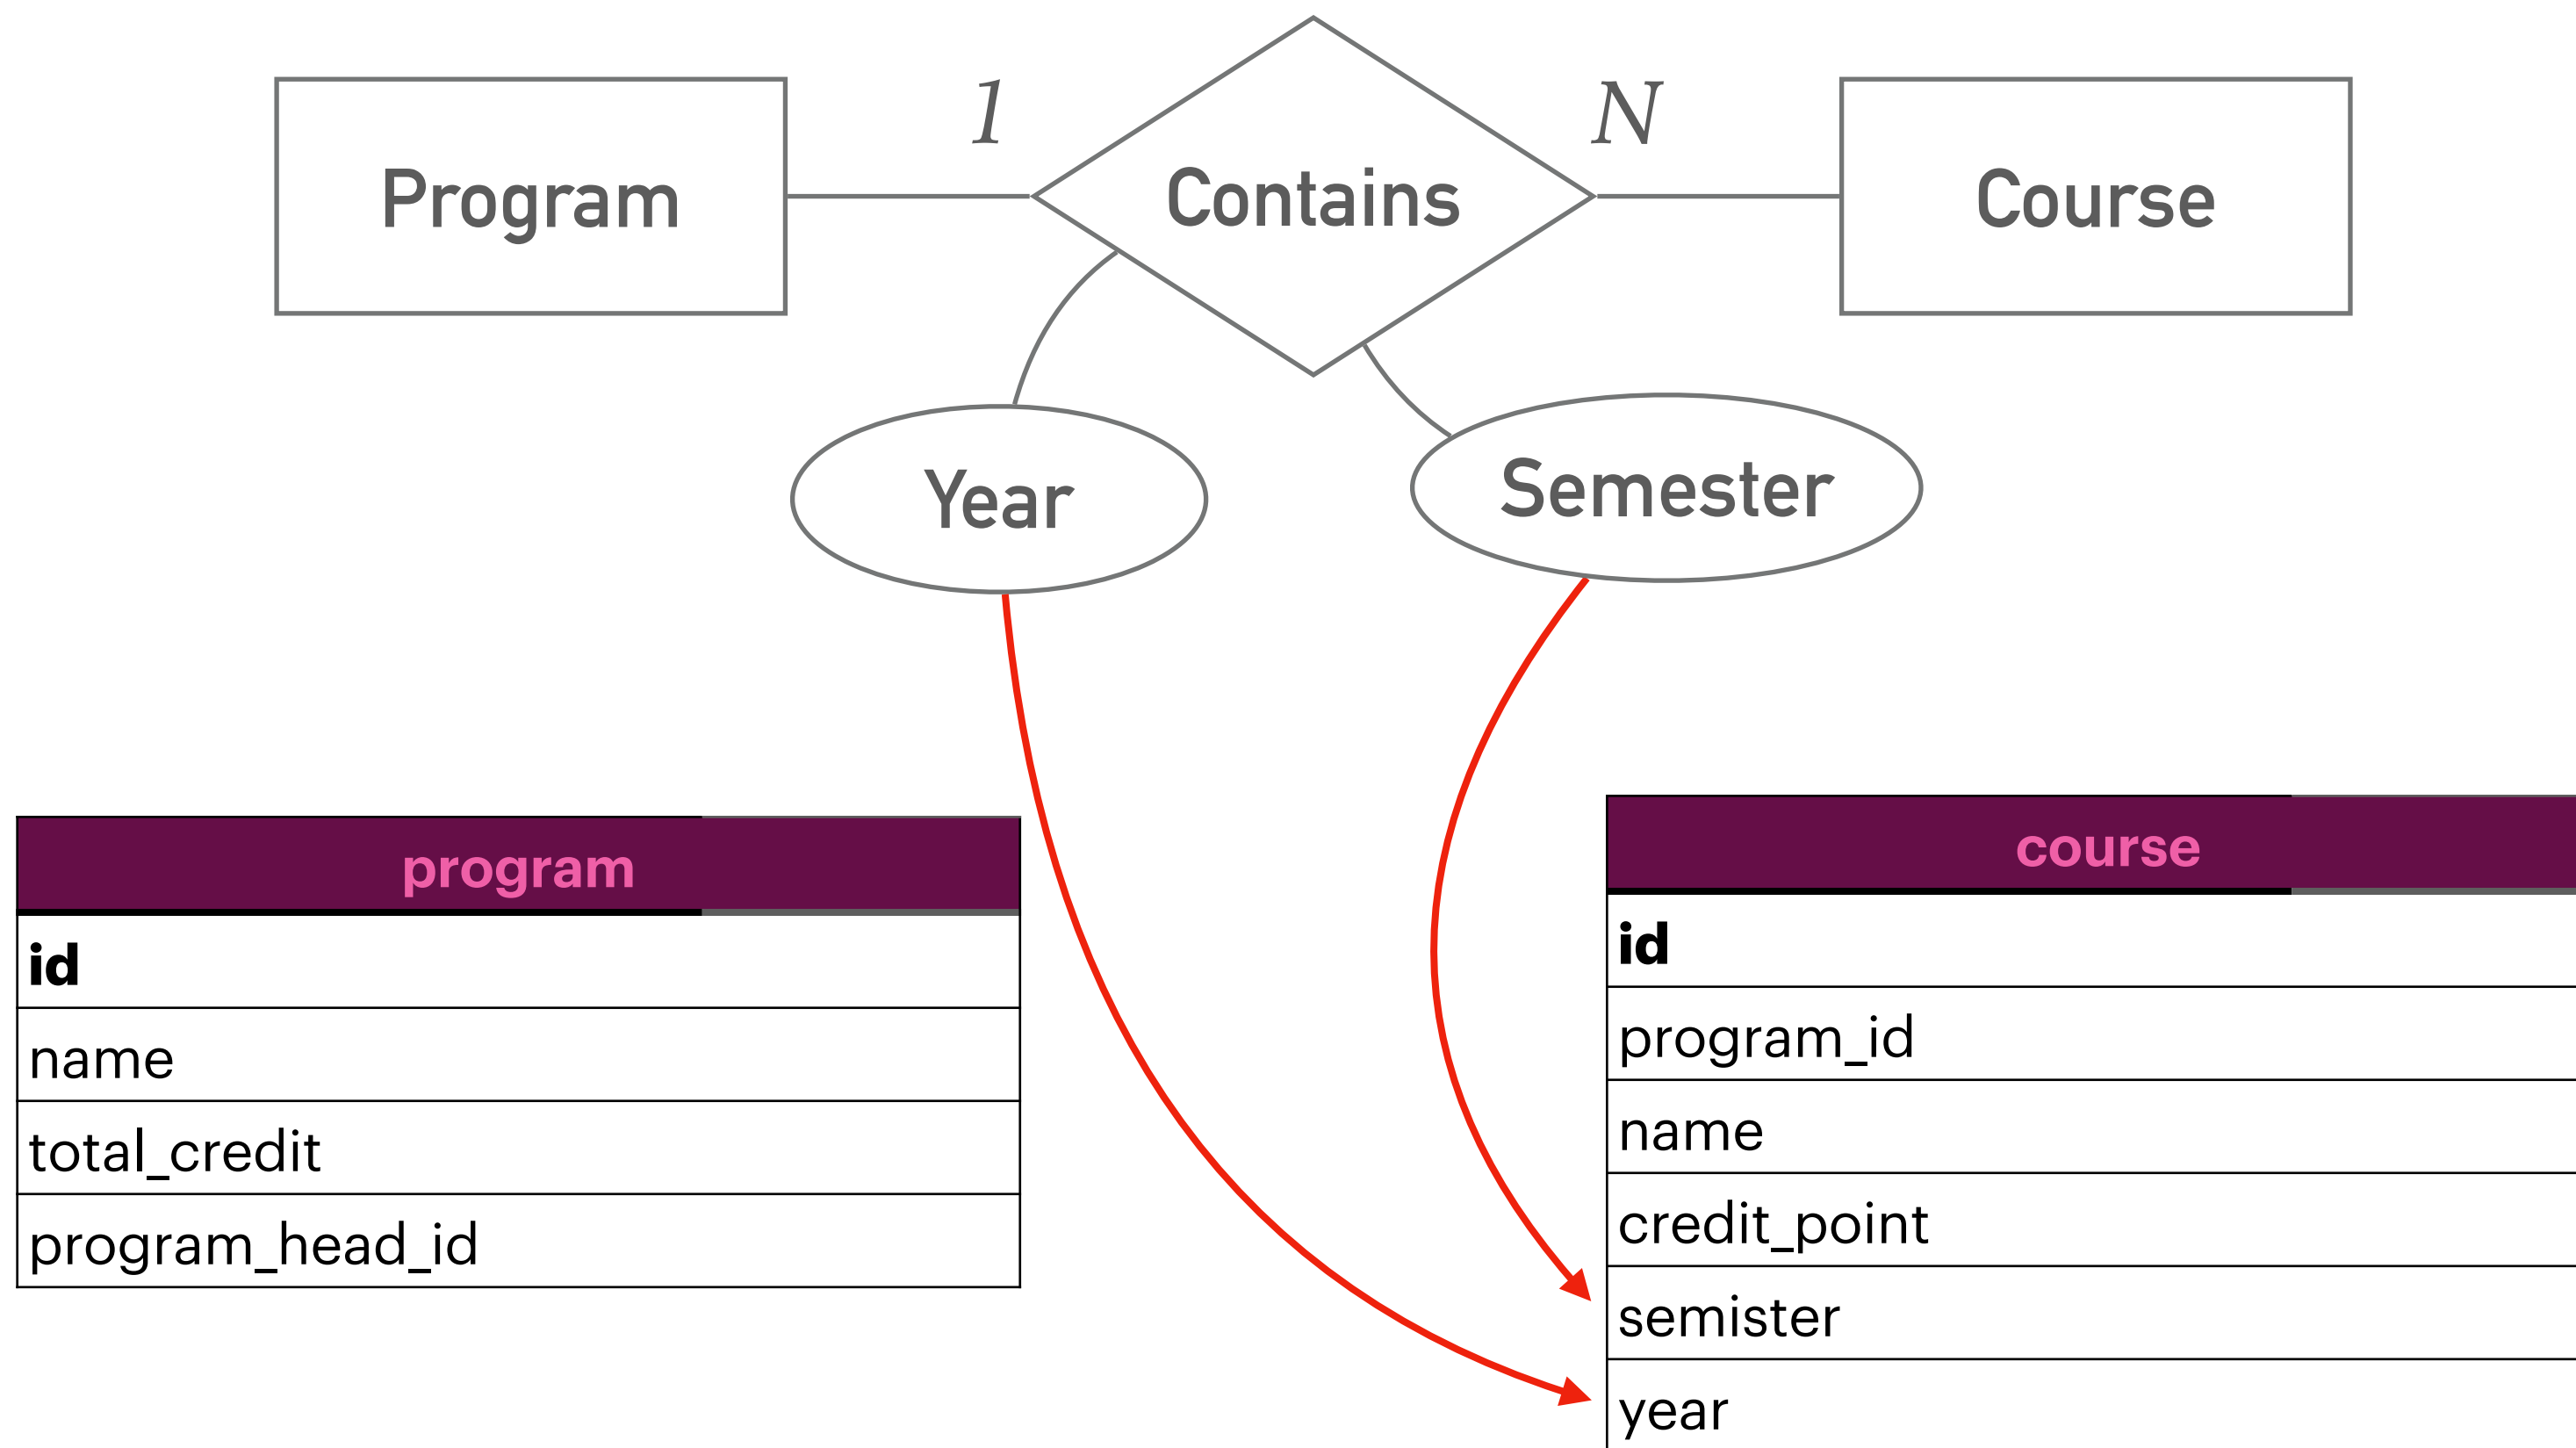 1
N
Program
Contains
Course
Year
Semester
program
id
name
total_credit
program_head_id
course
id
program_id
name
credit_point
semister
year